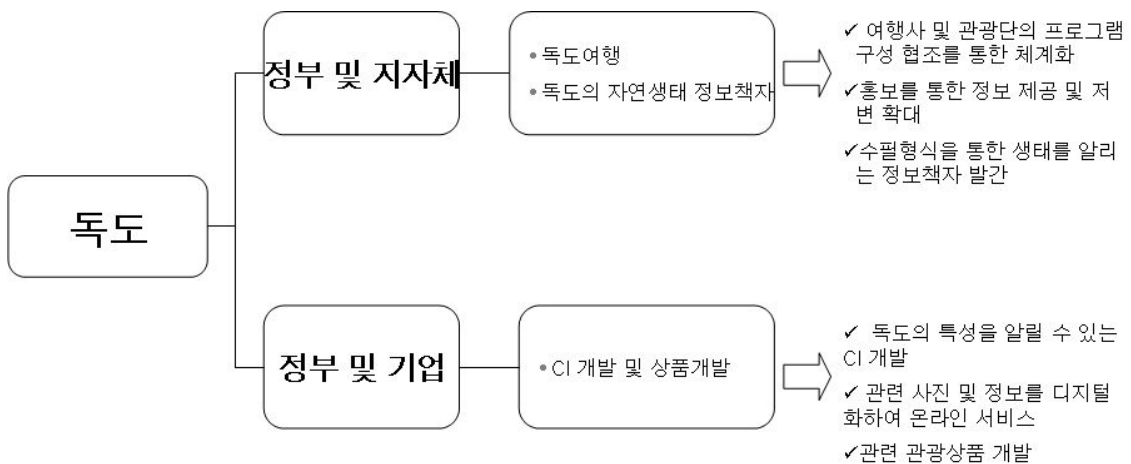 독도
정부 및 지자체
• 독도여행
• 독도의 자연생태 정보책자
✓ 여행사 및 관광단의 프로그램
구성 협조를 통한 체계화
✓홍보를 통한 정보 제공 및 저
변 확대
✓수필형식을 통한 생태를 알리
는 정보책자 발간
정부 및 기업
• CI 개발 및 상품개발
✓ 독도의 특성을 알릴 수 있는
CI 개발
✓ 관련 사진 및 정보를 디지털
화하여 온라인 서비스
✓관련 관광상품 개발